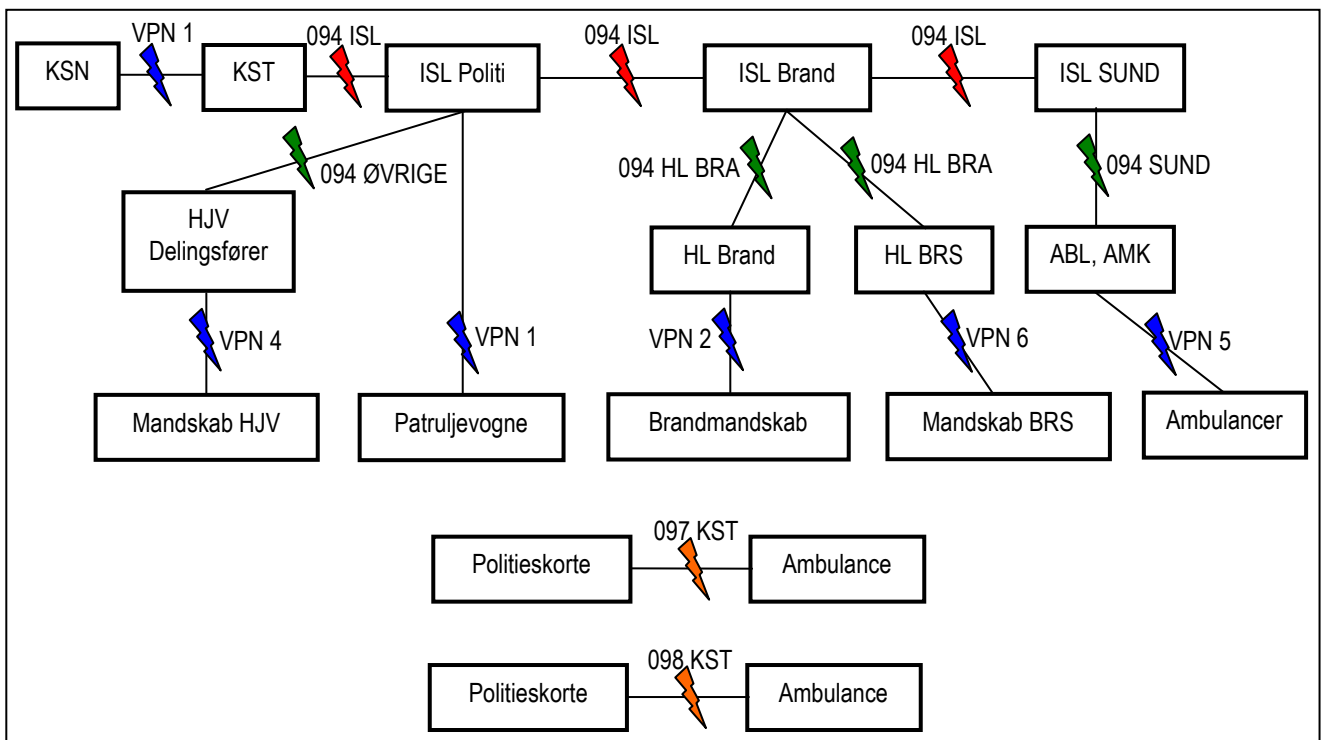 VPN 1
094 ISL
094 ISL
094 ISL
KSN
KST
ISL Politi
ISL Brand
ISL SUND
094 ØVRIGE
094 HL BRA
094 HL BRA
094 SUND
HJV
Delingsfører
HL Brand
HL BRS
ABL, AMK
VPN 4
VPN 1
VPN 2
VPN 6
VPN 5
Mandskab HJV
Patruljevogne
Brandmandskab
Mandskab BRS
Ambulancer
097 KST
Politieskorte
Ambulance
098 KST
Politieskorte
Ambulance